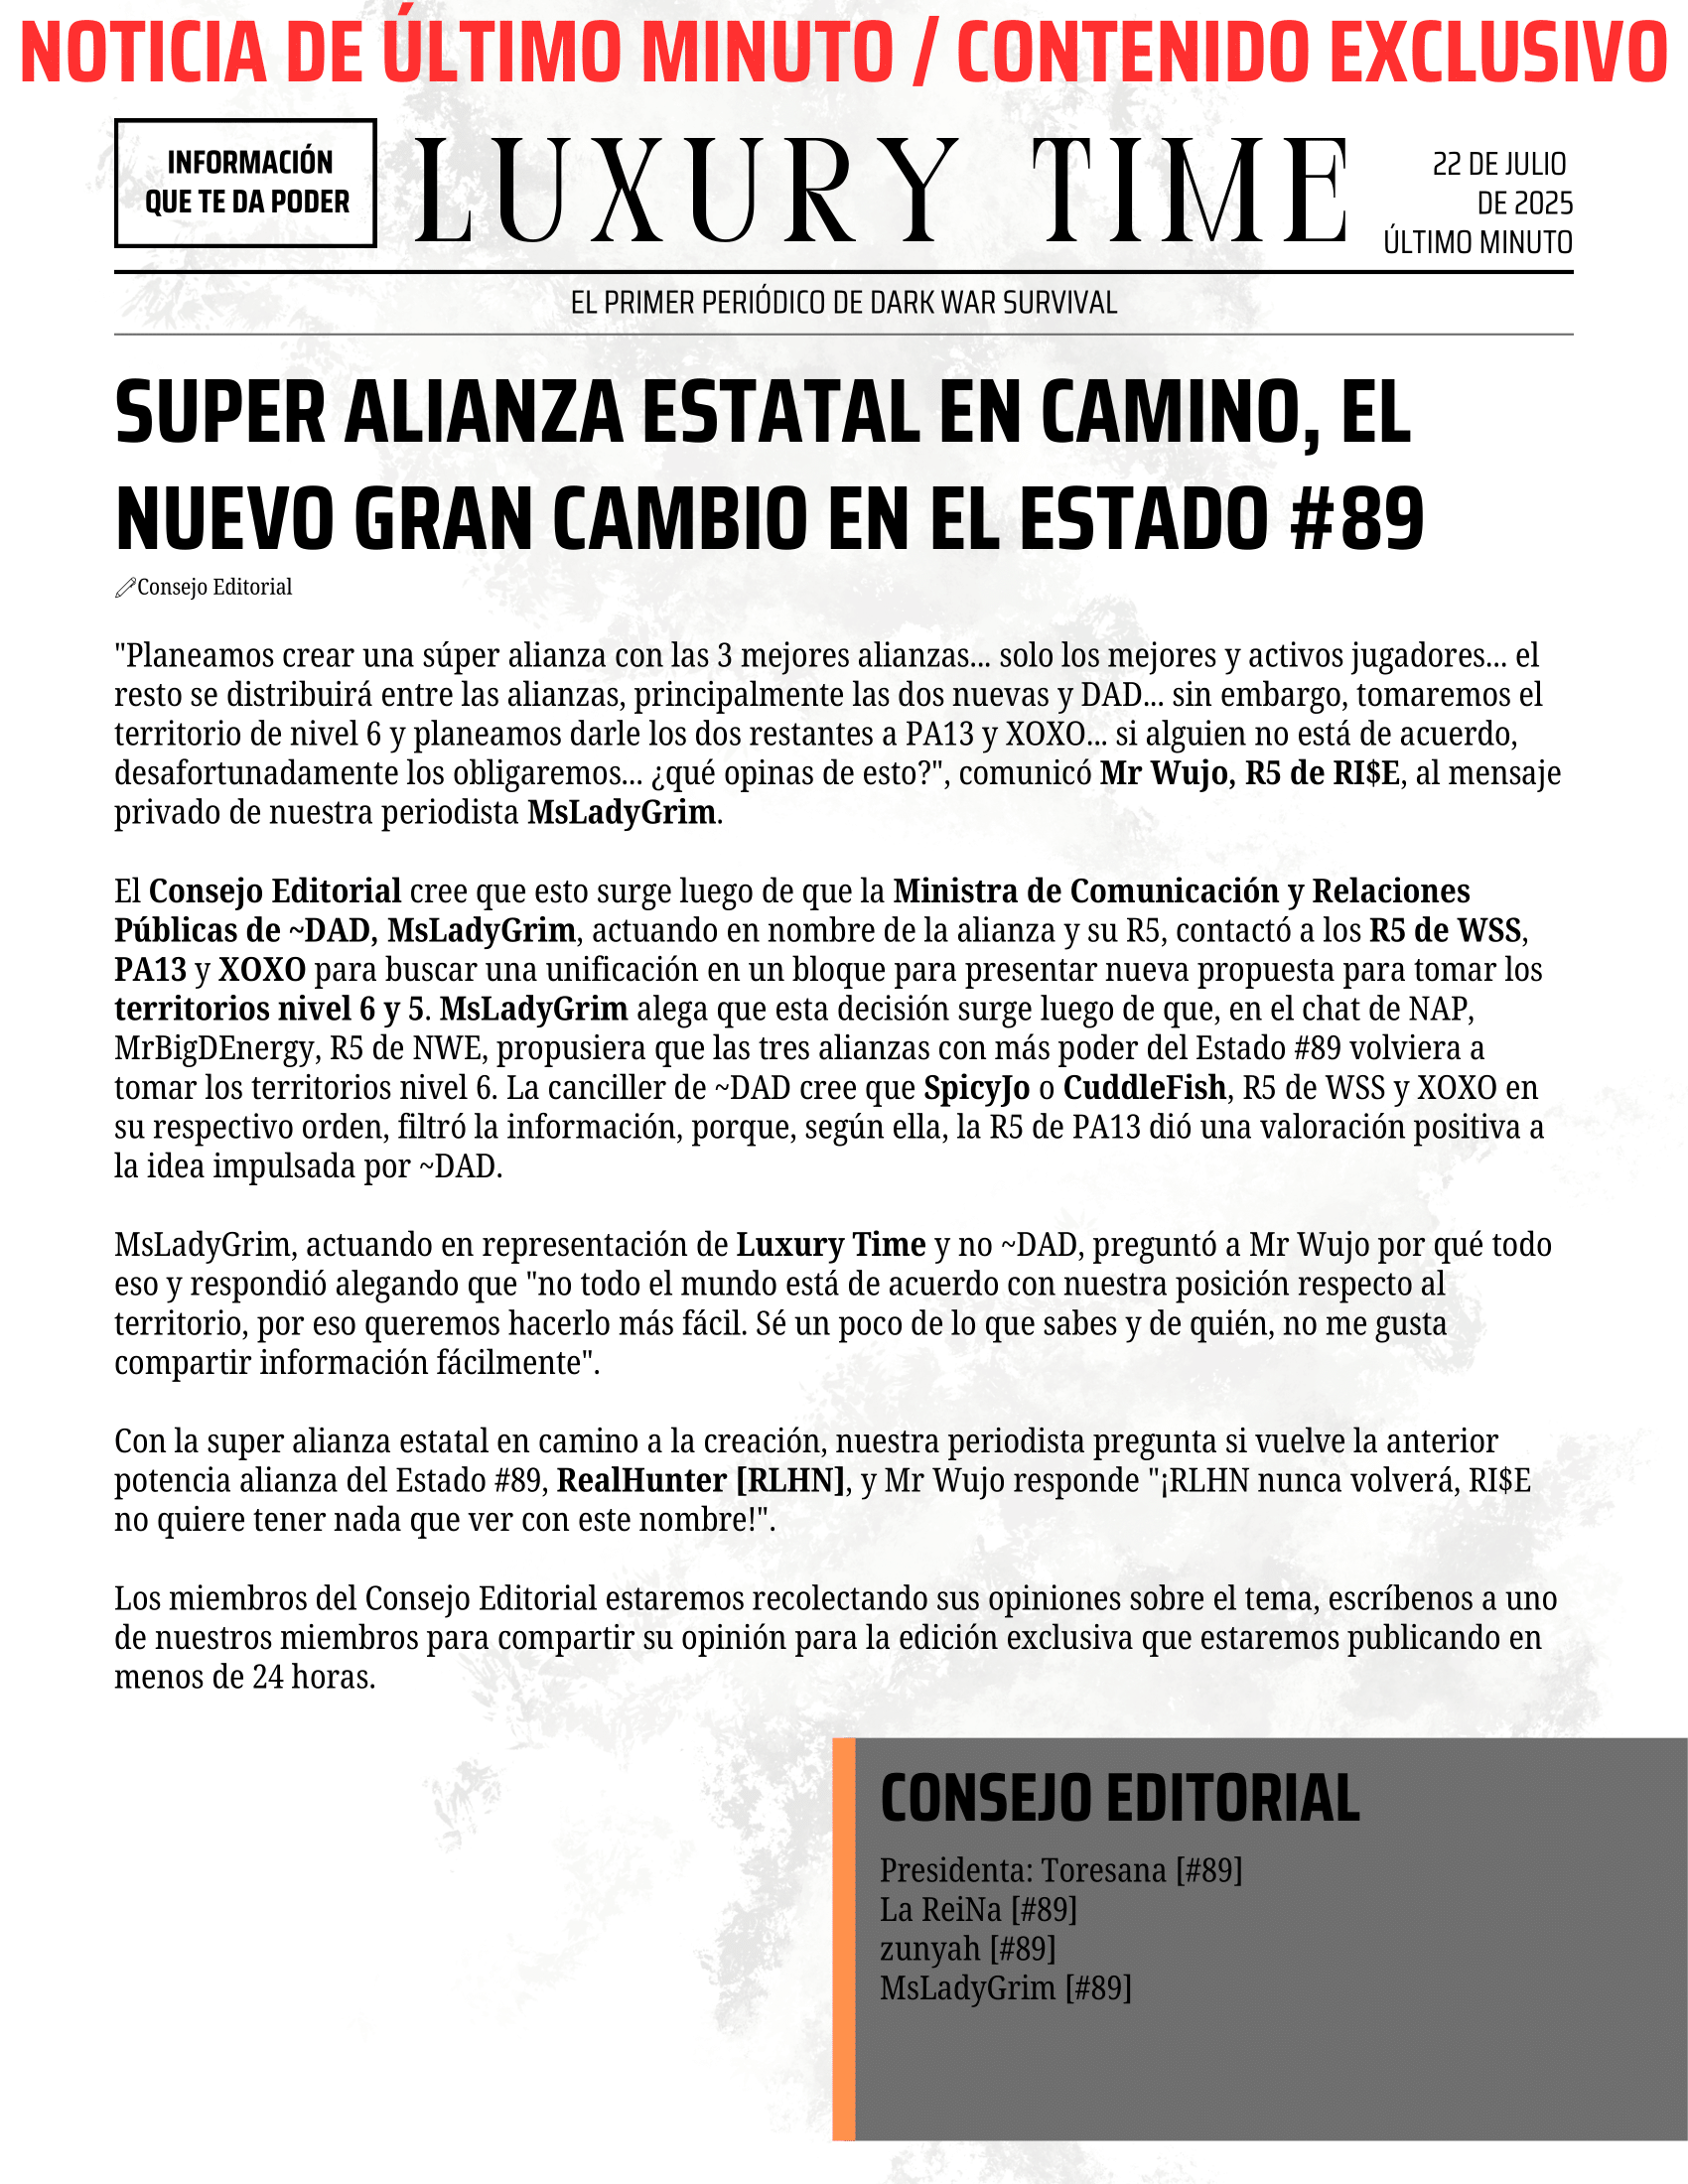 NOTICIA DE ÚLTIMO MINUTO / CONTENIDO EXCLUSIVO
INFORMACIÓN
QUE TE DA PODER
LUXURY TIME
22 DE JULIO
DE 2025
ÚLTIMO MINUTO
EL PRIMER PERIÓDICO DE DARK WAR SURVIVAL
SUPER ALIANZA ESTATAL EN CAMINO, EL
NUEVO GRAN CAMBIO EN EL ESTADO #89
Consejo Editorial
"Planeamos crear una súper alianza con las 3 mejores alianzas... solo los mejores y activos jugadores... el
resto se distribuirá entre las alianzas, principalmente las dos nuevas y DAD... sin embargo, tomaremos el
territorio de nivel 6 y planeamos darle los dos restantes a PA13 y XOXO... si alguien no está de acuerdo,
desafortunadamente los obligaremos... ¿qué opinas de esto?", comunicó Mr Wujo, R5 de RI$E, al mensaje
privado de nuestra periodista MsLadyGrim.
El Consejo Editorial cree que esto surge luego de que la Ministra de Comunicación y Relaciones
Públicas de ~DAD, MsLadyGrim, actuando en nombre de la alianza y su R5, contactó a los R5 de WSS,
PA13 y XOXO para buscar una unificación en un bloque para presentar nueva propuesta para tomar los
territorios nivel 6 y 5. MsLadyGrim alega que esta decisión surge luego de que, en el chat de NAP,
MrBigDEnergy, R5 de NWE, propusiera que las tres alianzas con más poder del Estado #89 volviera a
tomar los territorios nivel 6. La canciller de ~DAD cree que SpicyJo o CuddleFish, R5 de WSS y XOXO en
su respectivo orden, filtró la información, porque, según ella, la R5 de PA13 dió una valoración positiva a
la idea impulsada por ~DAD.
MsLadyGrim, actuando en representación de Luxury Time y no ~DAD, preguntó a Mr Wujo por qué todo
eso y respondió alegando que "no todo el mundo está de acuerdo con nuestra posición respecto al
territorio, por eso queremos hacerlo más fácil. Sé un poco de lo que sabes y de quién, no me gusta
compartir información fácilmente".
Con la super alianza estatal en camino a la creación, nuestra periodista pregunta si vuelve la anterior
potencia alianza del Estado #89, RealHunter [RLHN], y Mr Wujo responde "¡RLHN nunca volverá, RI$E
no quiere tener nada que ver con este nombre!".
Los miembros del Consejo Editorial estaremos recolectando sus opiniones sobre el tema, escríbenos a uno
de nuestros miembros para compartir su opinión para la edición exclusiva que estaremos publicando en
menos de 24 horas.
CONSEJO EDITORIAL
Presidenta: Toresana [#89]
La ReiNa [#89]
zunyah [#89]
MsLadyGrim [#89]